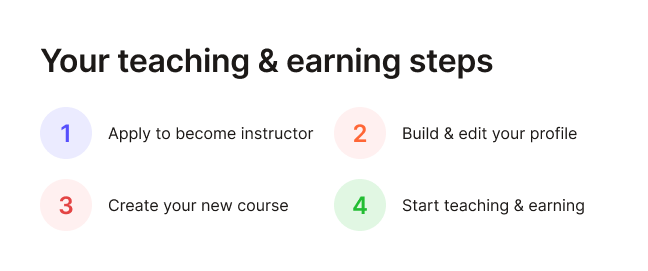 Your teaching & earning steps
1 Apply to become instructor
2 Build & edit your profile
3 Create your new course
4 Start teaching & earning